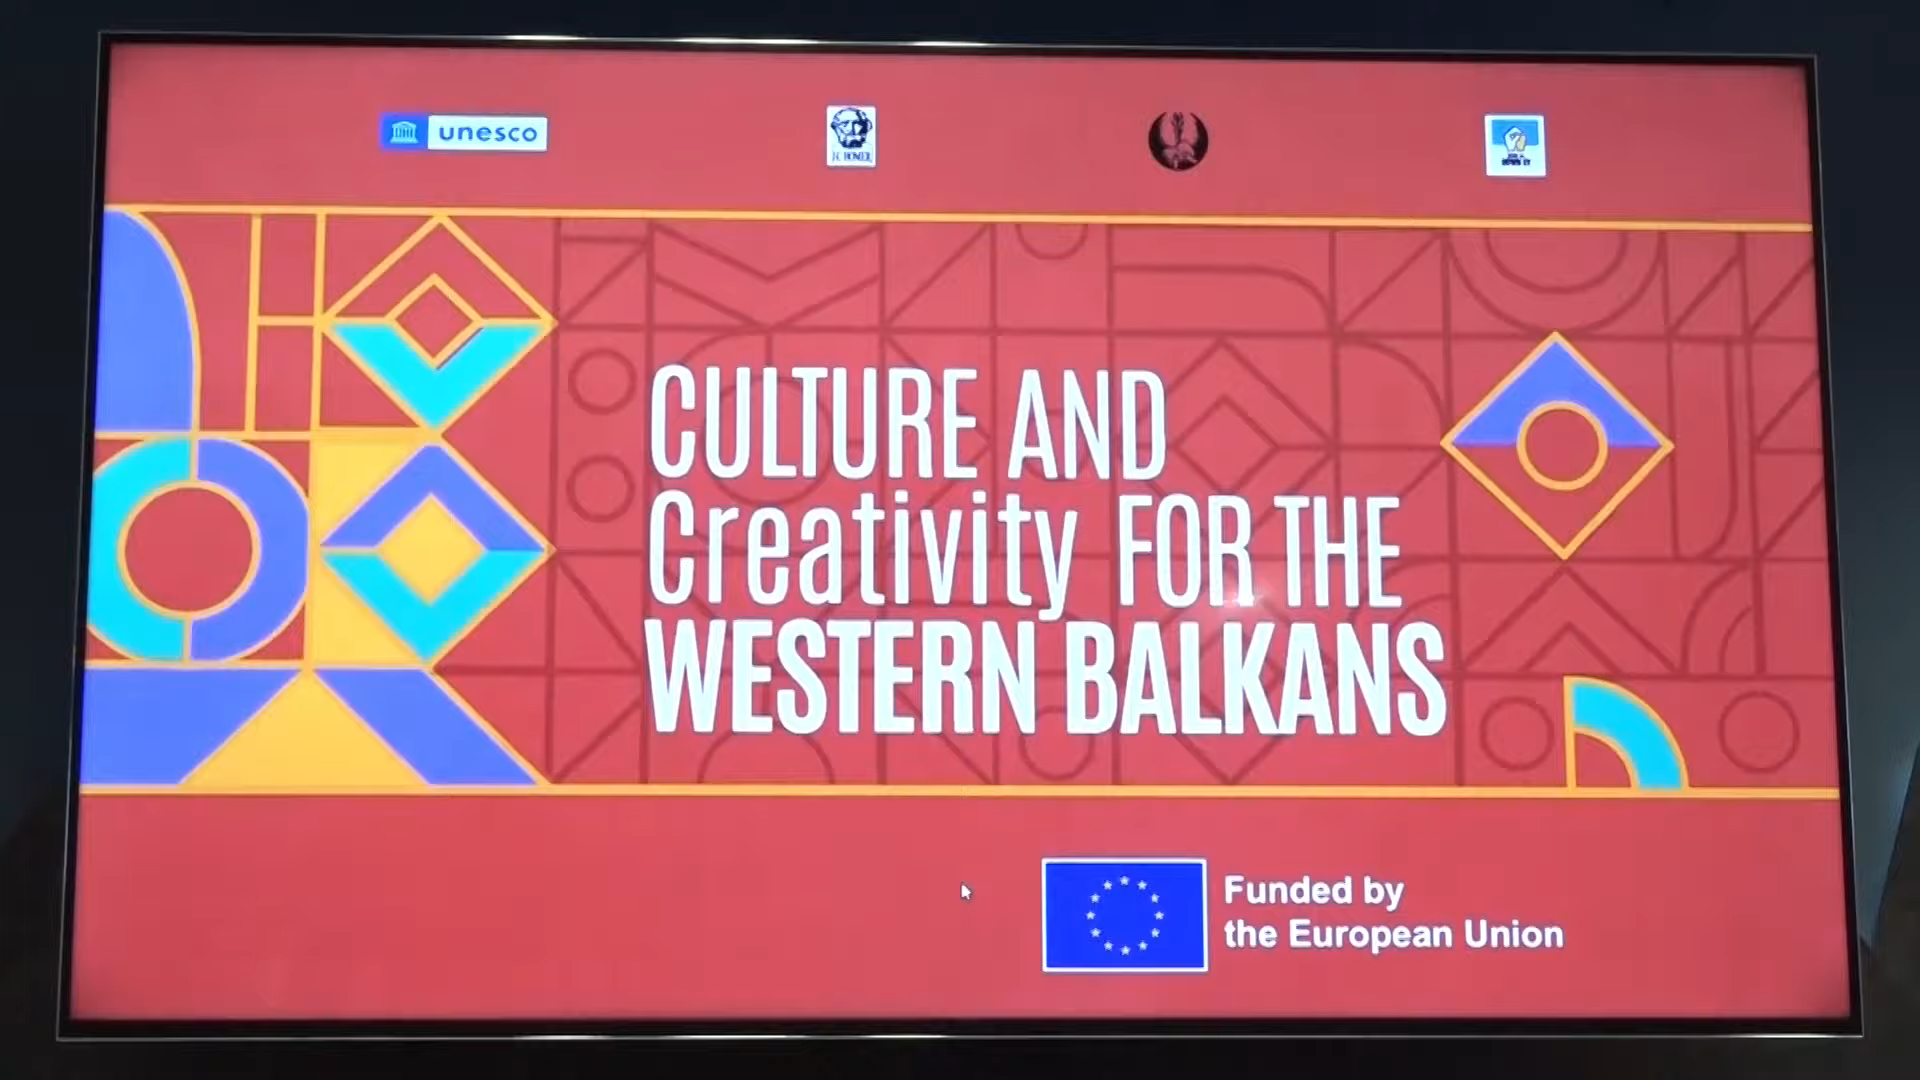 unesco
CULTURE AND
Creativity FOR THE
WESTERN BALKANS
Funded by
the European Union